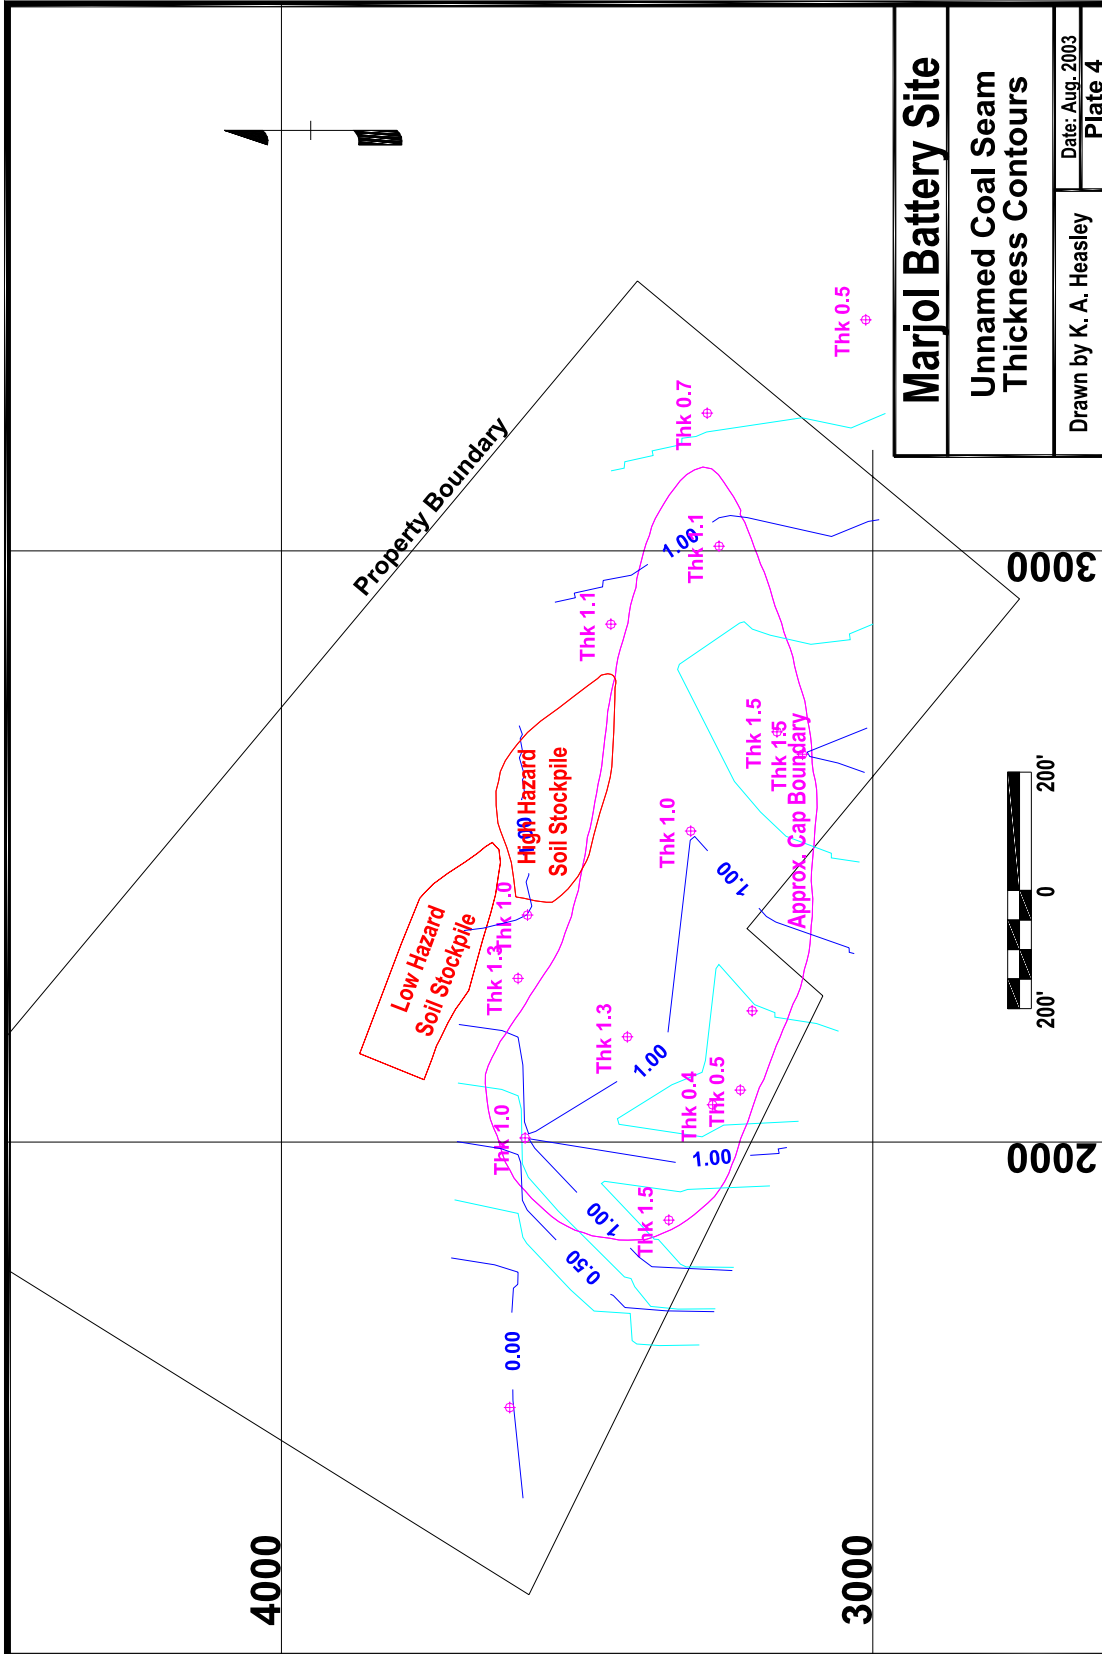 Marjol Battery Site
Unnamed Coal Seam
Thickness Contours
Drawn by K. A. Heasley
Date: Aug. 2003
Plate 4
Property Boundary
Thk 0.5
Thk 0.7
1.00
Thk 1.1
Thk 1.1
3000
High Hazard
Soil Stockpile
1.00
Thk 1.5
Thk 1.5
Approx. Cap Boundary
Thk 1.0
1.00
Low Hazard
Soil Stockpile
Thk 1.0
Thk 1.3
Thk 1.3
1.00
Thk 0.4
Thk 0.5
Thk 1.0
1.00
2000
Thk 1.5
1.00
0.50
0.00
200'
0
200'
4000
3000